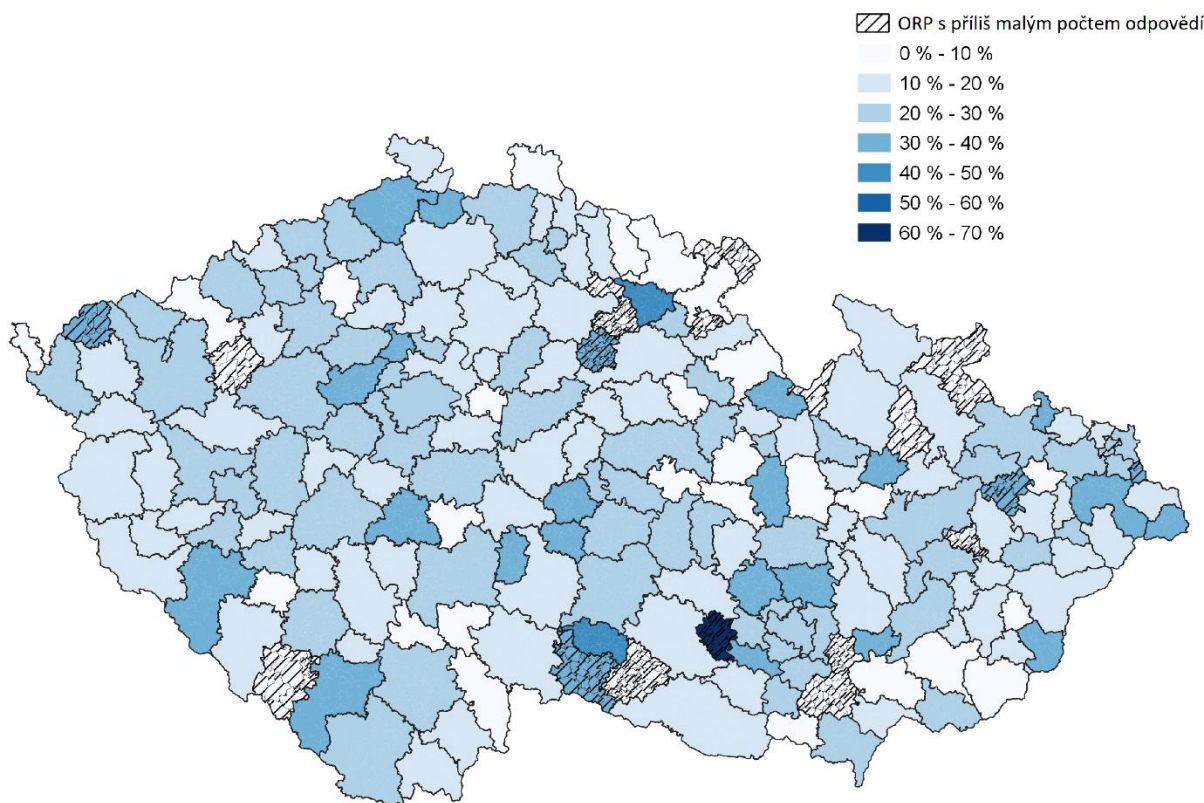 ORP s příliš malým počtem odpovědí
0 % - 10 %
10 % - 20 %
20 % - 30 %
30 % - 40 %
40 % - 50 %
50 % - 60 %
60 % - 70 %